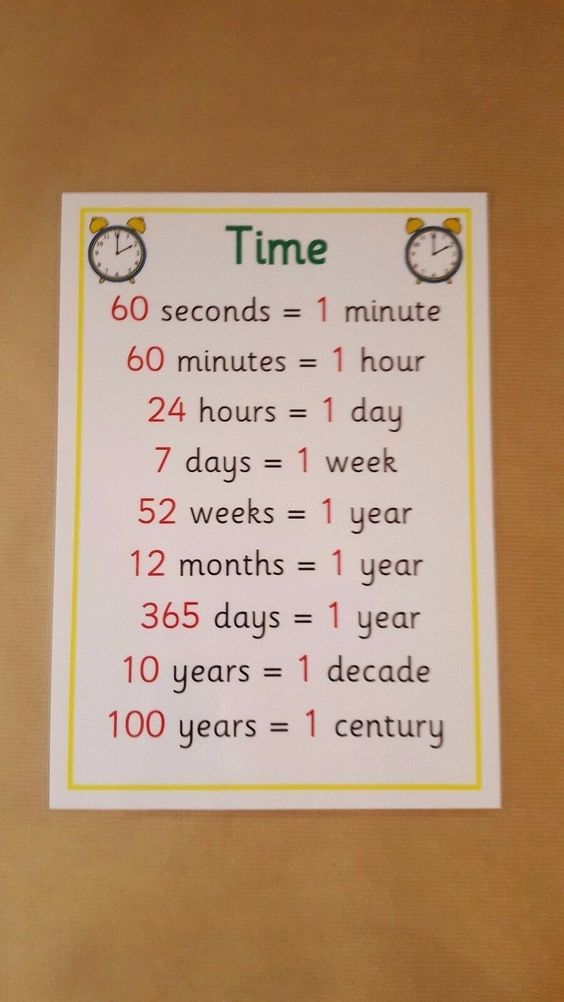 Time
60 seconds = 1 minute
60 minutes = 1 hour
24 hours = 1 day
7 days = 1 week
52 weeks = 1 year
12 months = 1 year
365 days = 1 year
10 years = 1 decade
100 years = 1 century